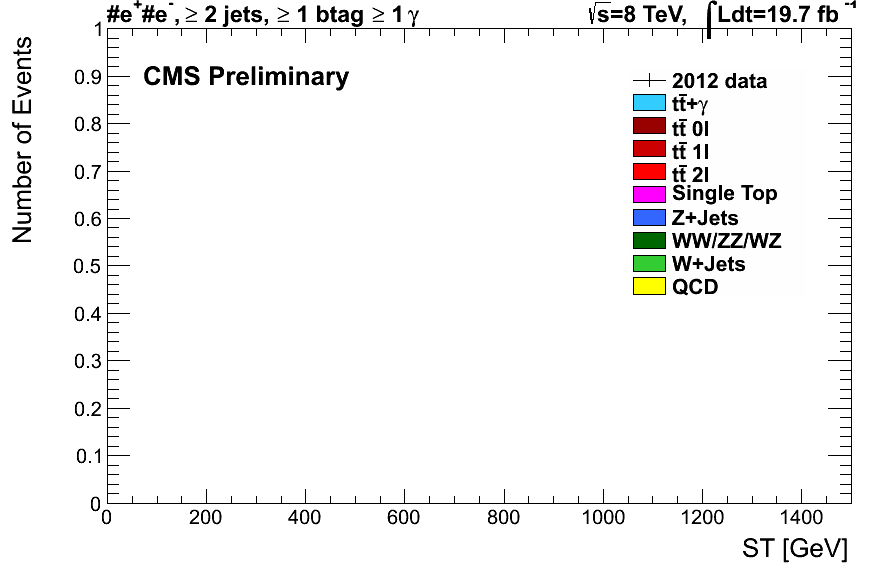 #e⁺#e⁻, ≥ 2 jets, ≥ 1 btag ≥ 1 γ √s=8 TeV, ∫Ldt=19.7 fb⁻¹
CMS Preliminary
2012 data
tt̄+γ
tt̄ 0l
tt̄ 1l
tt̄ 2l
Single Top
Z+Jets
WW/ZZ/WZ
W+Jets
QCD
Number of Events
1
0.9
0.8
0.7
0.6
0.5
0.4
0.3
0.2
0.1
0
0 200 400 600 800 1000 1200 1400
ST [GeV]